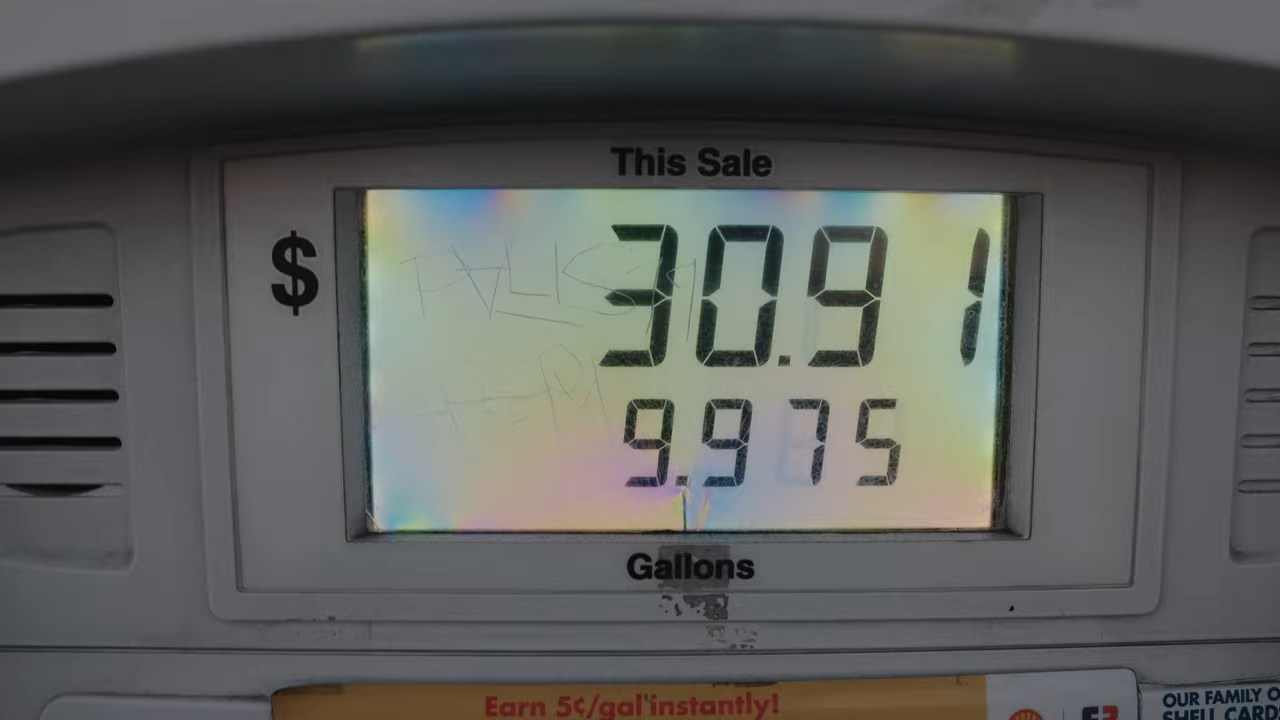 This Sale
$ 30.91
9.975
Gallons
Earn 5¢/gal instantly!
OUR FAMILY O
SHELL CARD